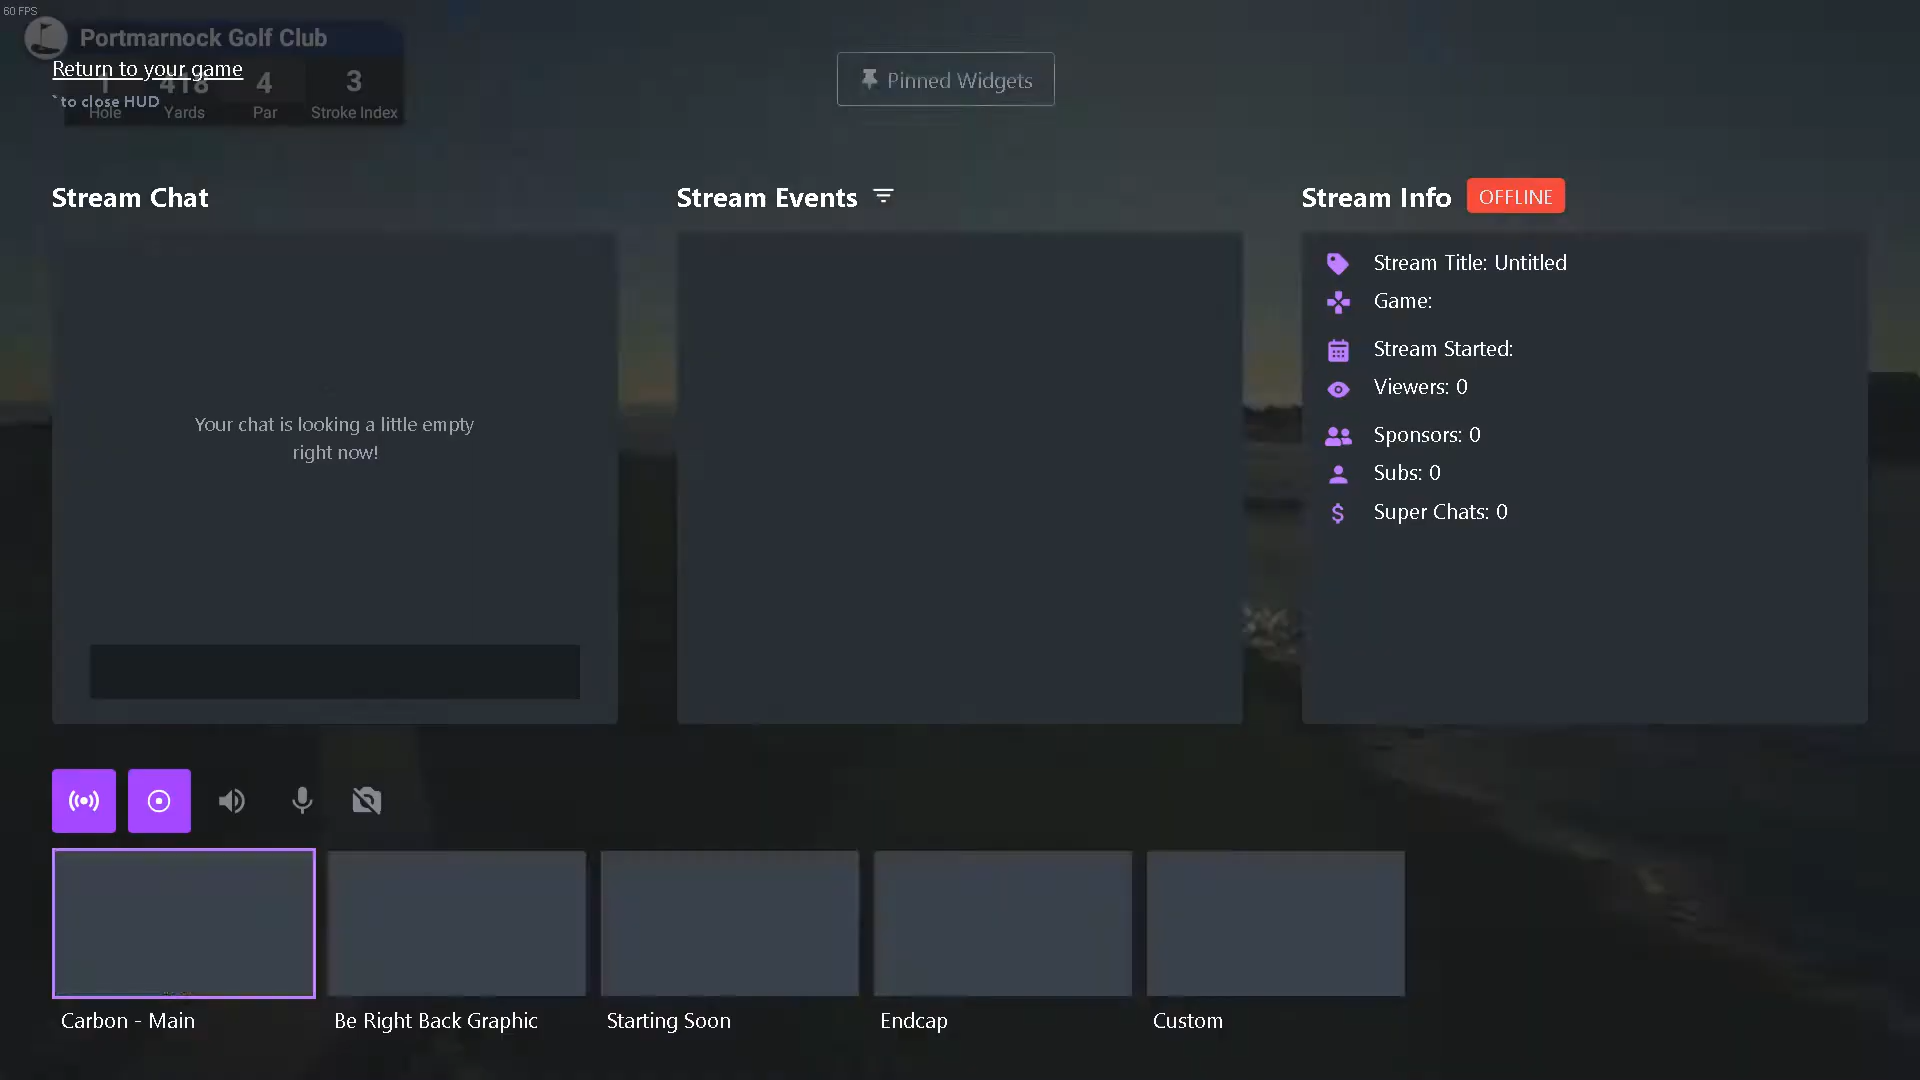 60 FPS
Portmarnock Golf Club
Return to your game
1 418 4 3
` to close HUD
Hole Yards Par Stroke Index
Pinned Widgets
Stream Chat
Your chat is looking a little empty
right now!
Stream Events
Stream Info OFFLINE
Stream Title: Untitled
Game:
Stream Started:
Viewers: 0
Sponsors: 0
Subs: 0
Super Chats: 0
Carbon - Main
Be Right Back Graphic
Starting Soon
Endcap
Custom